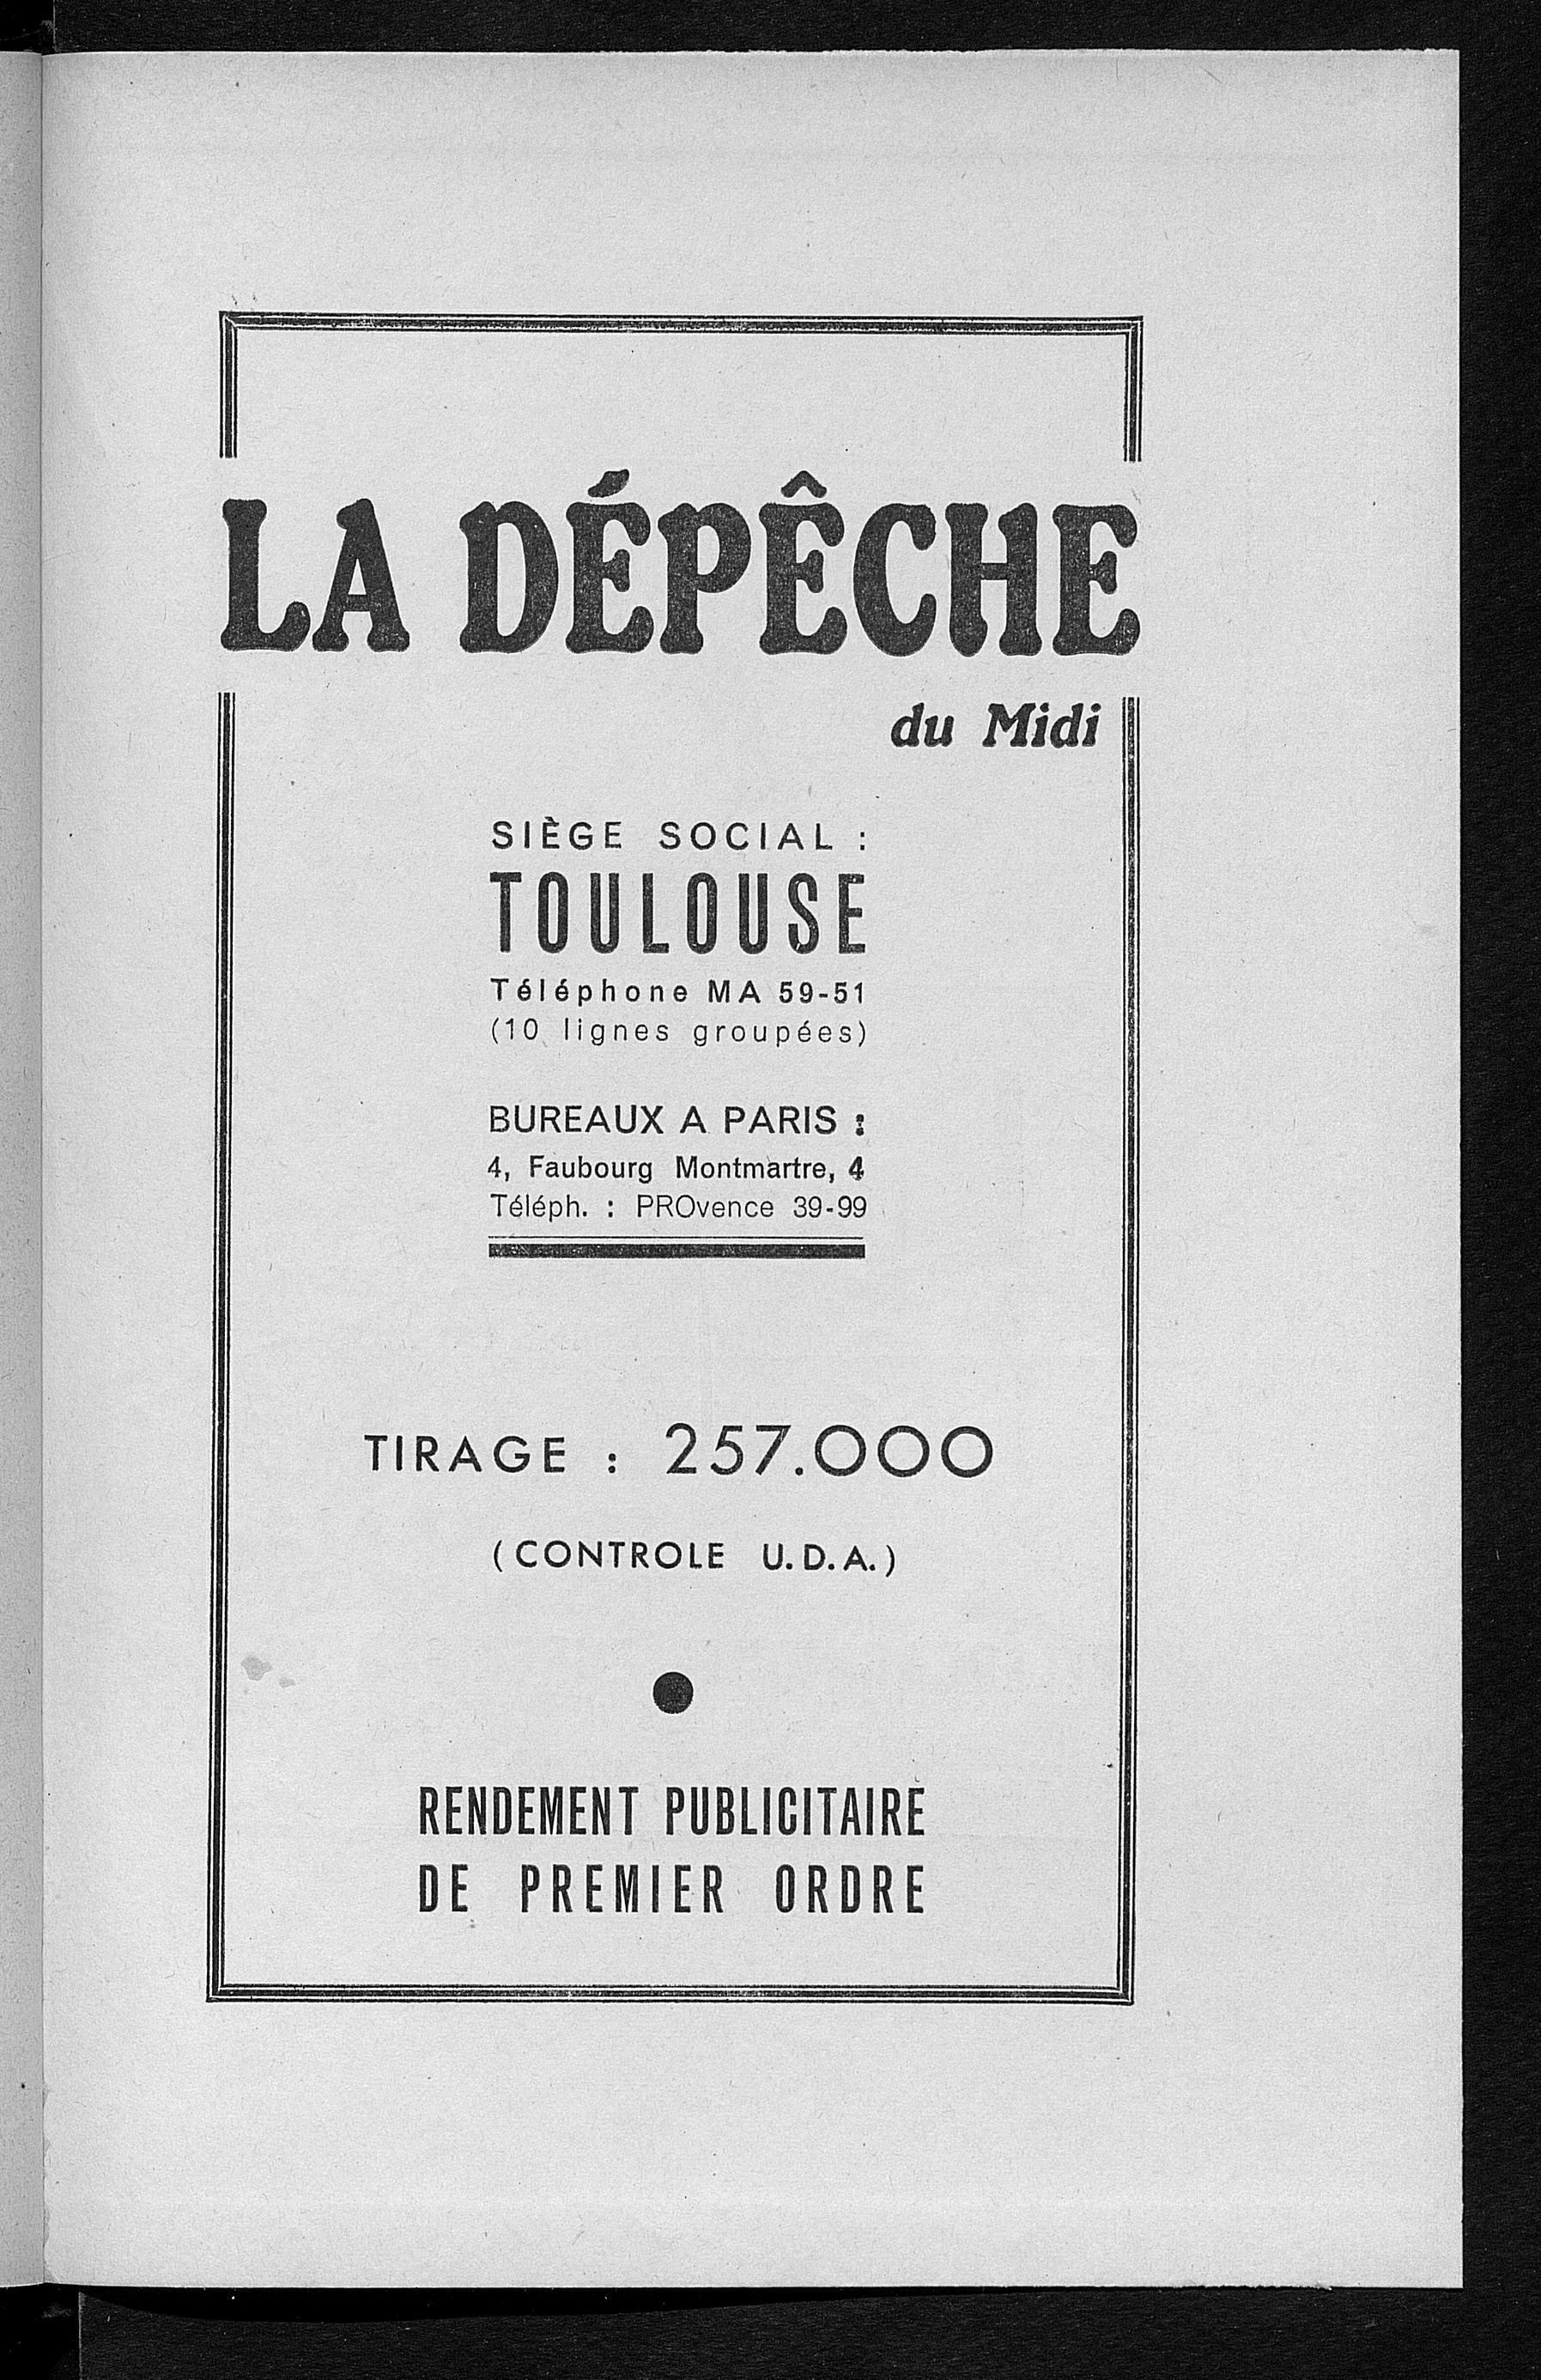 LA DÉPÊCHE
du Midi
SIÈGE SOCIAL :
TOULOUSE
Téléphone MA 59-51
(10 lignes groupées)
BUREAUX A PARIS :
4, Faubourg Montmartre, 4
Téléph. : PROvence 39-99
TIRAGE : 257.000
(CONTROLE U.D.A.)
RENDEMENT PUBLICITAIRE
DE PREMIER ORDRE